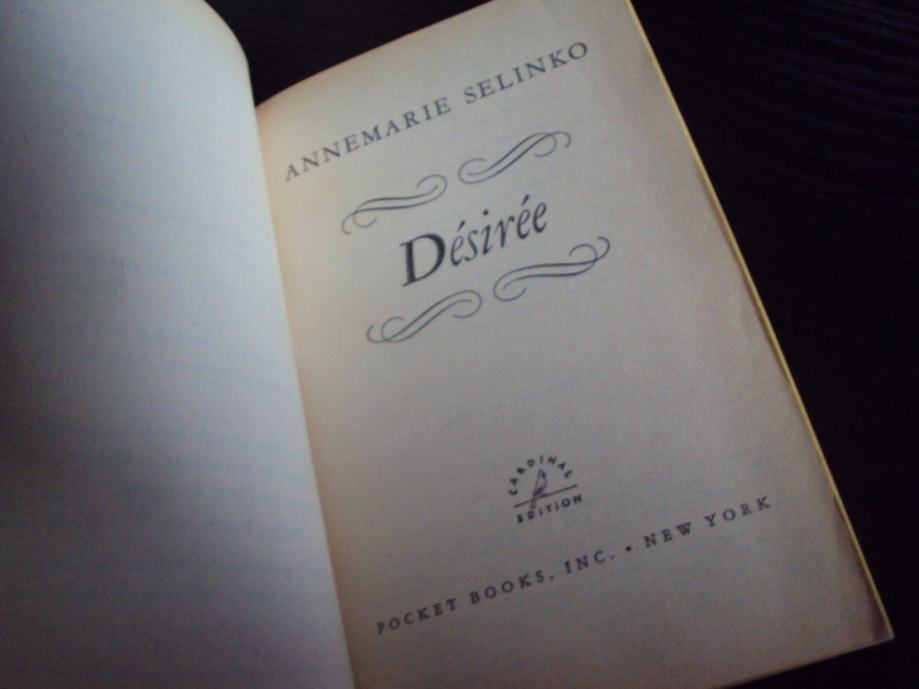 ANNEMARIE SELINKO
Désirée
CARDINAL
EDITION
POCKET BOOKS, INC. • NEW YORK